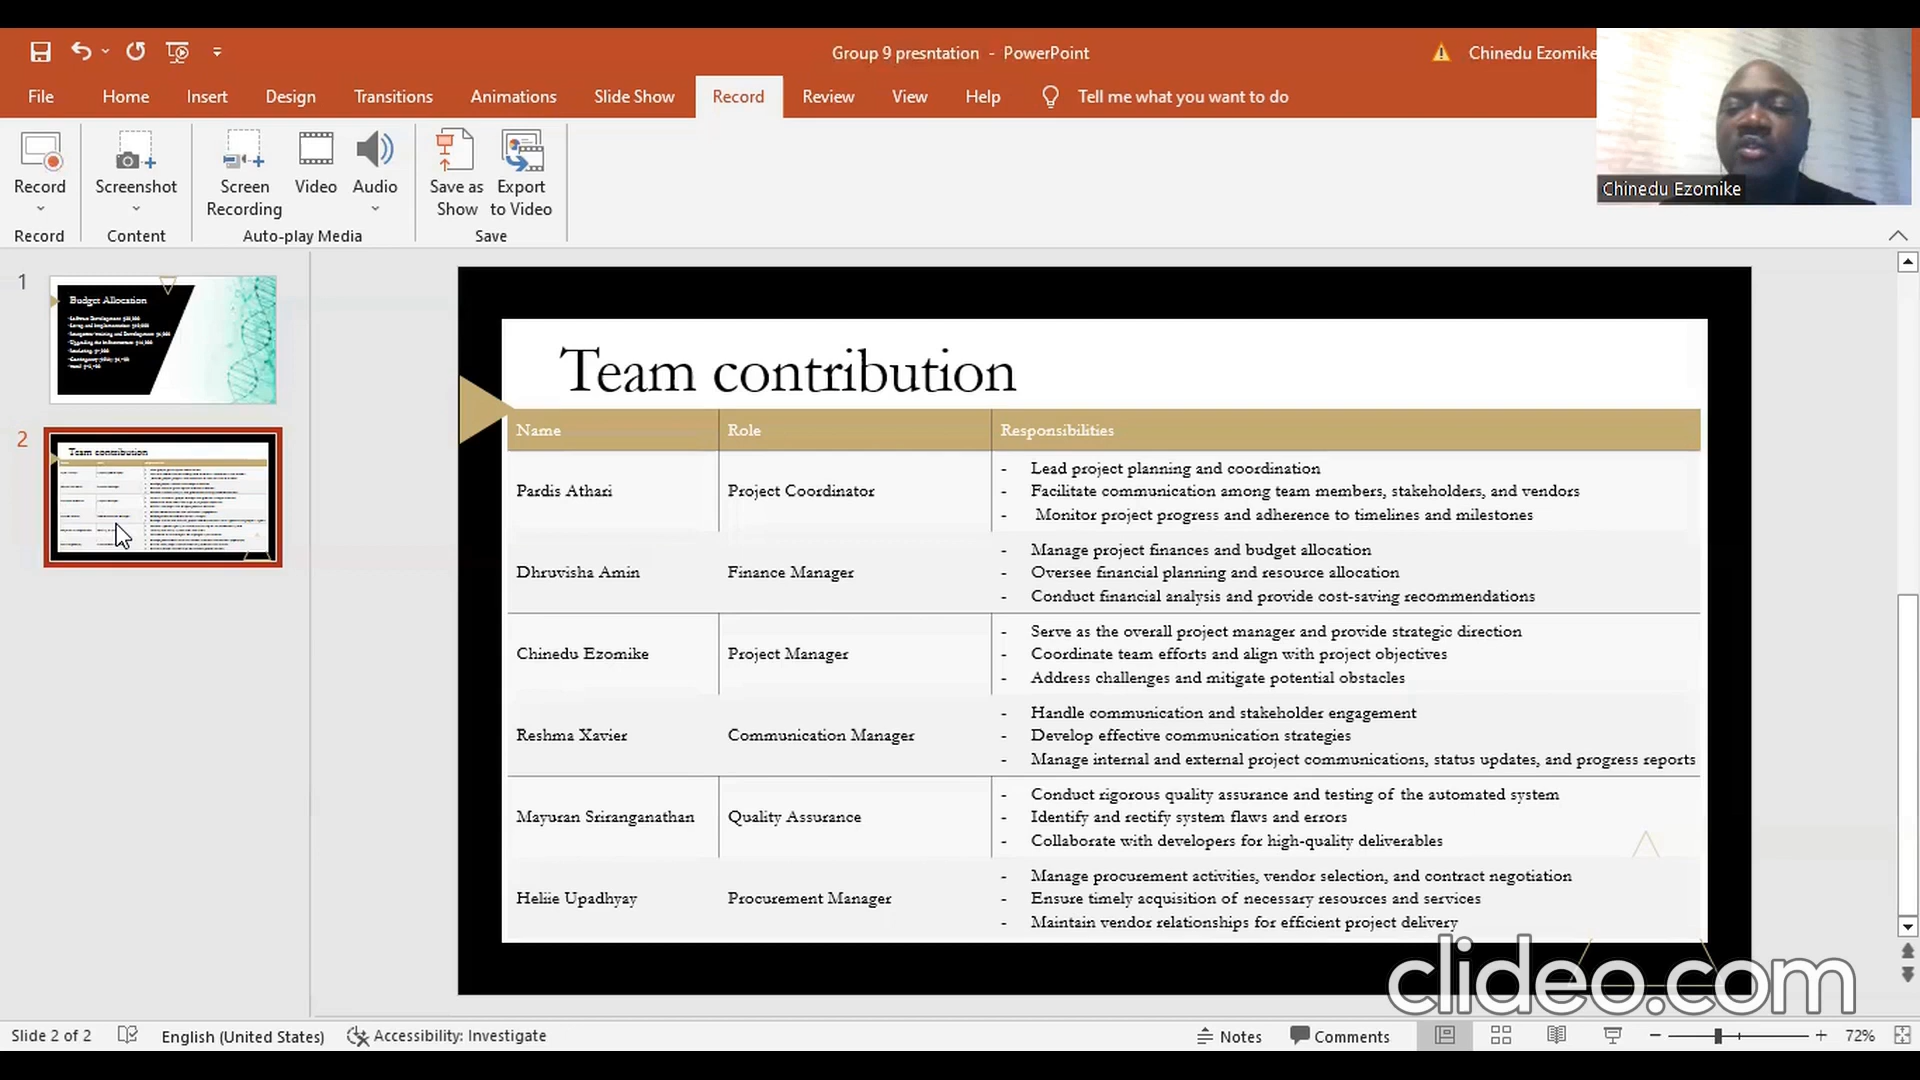 Group 9 presntation - PowerPoint
Chinedu Ezomike
File Home Insert Design Transitions Animations Slide Show Record Review View Help Tell me what you want to do
Record Screenshot Screen Recording Video Audio Save as Show Export to Video
Record Content Auto-play Media Save
Chinedu Ezomike
1
Budget Allocation
2
Team contribution
Team contribution
Name Role Responsibilities
Pardis Athari Project Coordinator
- Lead project planning and coordination
- Facilitate communication among team members, stakeholders, and vendors
- Monitor project progress and adherence to timelines and milestones
Dhruvisha Amin Finance Manager
- Manage project finances and budget allocation
- Oversee financial planning and resource allocation
- Conduct financial analysis and provide cost-saving recommendations
Chinedu Ezomike Project Manager
- Serve as the overall project manager and provide strategic direction
- Coordinate team efforts and align with project objectives
- Address challenges and mitigate potential obstacles
Reshma Xavier Communication Manager
- Handle communication and stakeholder engagement
- Develop effective communication strategies
- Manage internal and external project communications, status updates, and progress reports
Mayuran Sriranganathan Quality Assurance
- Conduct rigorous quality assurance and testing of the automated system
- Identify and rectify system flaws and errors
- Collaborate with developers for high-quality deliverables
Heliie Upadhyay Procurement Manager
- Manage procurement activities, vendor selection, and contract negotiation
- Ensure timely acquisition of necessary resources and services
- Maintain vendor relationships for efficient project delivery
clideo.com
Slide 2 of 2 English (United States) Accessibility: Investigate Notes Comments 72%